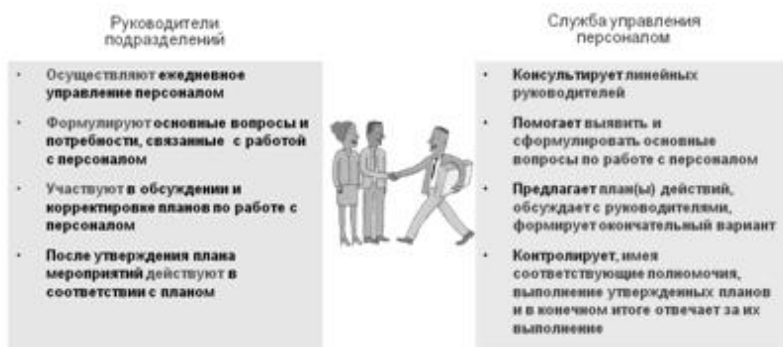 Руководители
подразделений
• Осуществляют ежедневное
управление персоналом
• Формулируют основные вопросы и
потребности, связанные с работой
с персоналом
• Участвуют в обсуждении и
корректировке планов по работе с
персоналом
• После утверждения плана
мероприятий действуют в
соответствии с планом
Служба управления
персоналом
• Консультирует линейных
руководителей
• Помогает выявить и
сформулировать основные
вопросы по работе с персоналом
• Предлагает план(ы) действий,
обсуждает с руководителями,
формирует окончательный вариант
• Контролирует, имея
соответствующие полномочия,
выполнение утвержденных планов
и в конечном итоге отвечает за их
выполнение